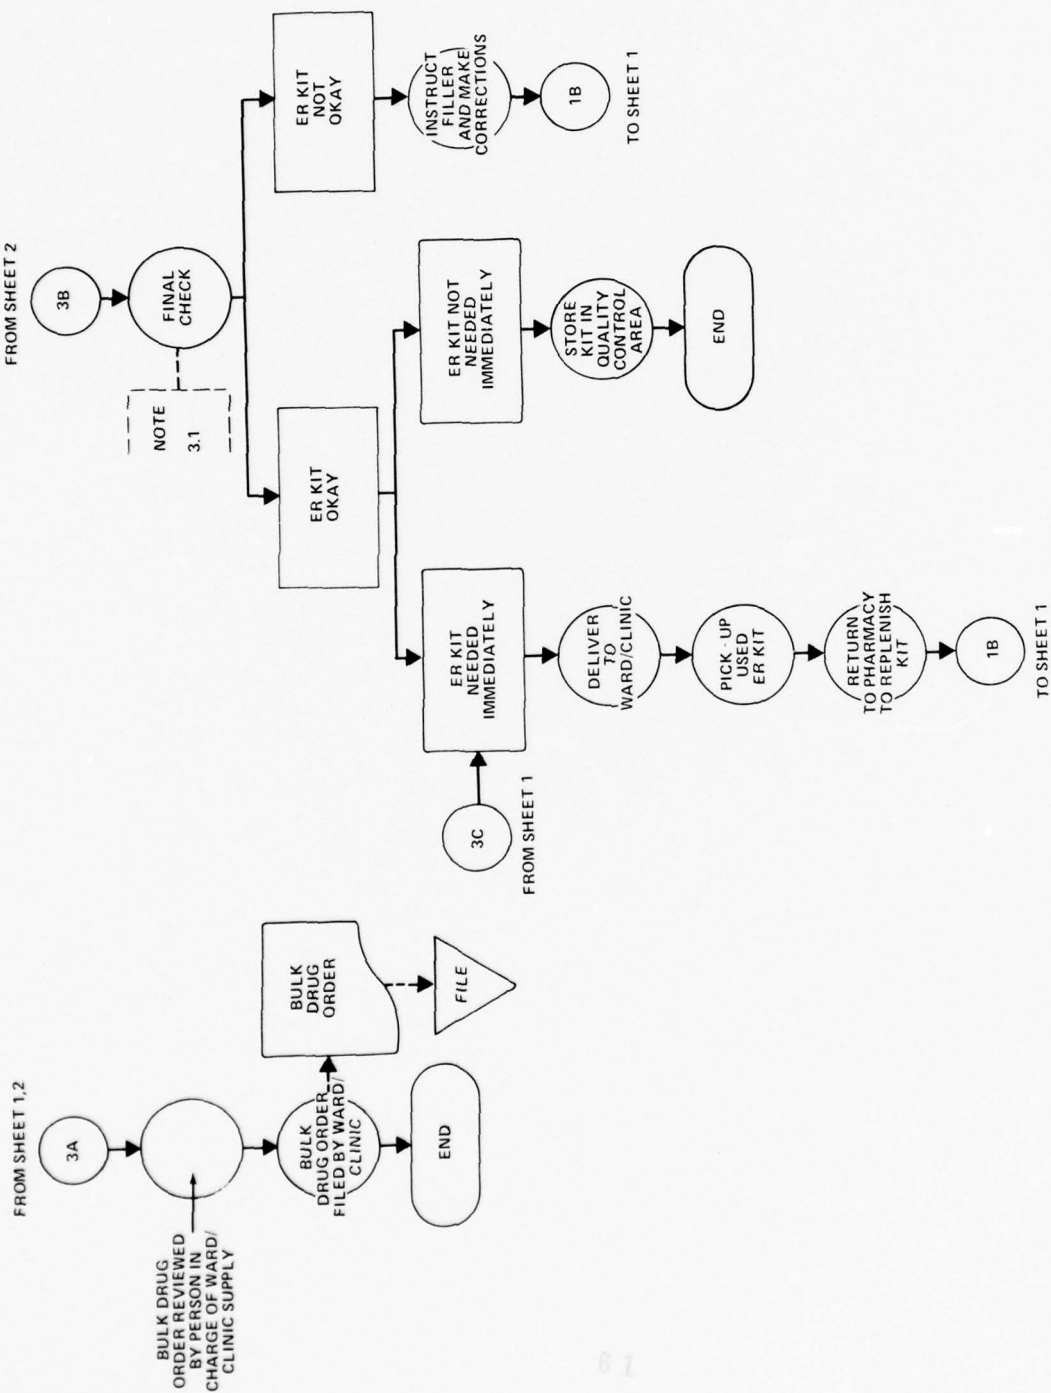 FROM SHEET 1,2
3A
BULK DRUG
ORDER REVIEWED
BY PERSON IN
CHARGE OF WARD/
CLINIC SUPPLY
BULK
DRUG ORDER
FILED BY WARD/
CLINIC
END
BULK
DRUG
ORDER
FILE
FROM SHEET 2
3B
FINAL
CHECK
NOTE
3.1
ER KIT
OKAY
ER KIT
NOT
OKAY
INSTRUCT
FILLER
AND MAKE
CORRECTIONS
1B
TO SHEET 1
3C
FROM SHEET 1
ER KIT
NEEDED
IMMEDIATELY
DELIVER
TO
WARD/CLINIC
PICK-UP
USED
ER KIT
RETURN
TO PHARMACY
TO REPLENISH
KIT
1B
TO SHEET 1
ER KIT NOT
NEEDED
IMMEDIATELY
STORE
KIT IN
QUALITY
CONTROL
AREA
END